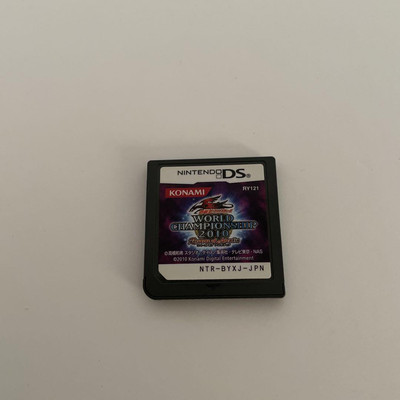 NINTENDO DS
KONAMI
RY121
WORLD
CHAMPIONSHIP
2010
©2010 Konami Digital Entertainment
NTR-BYXJ-JPN